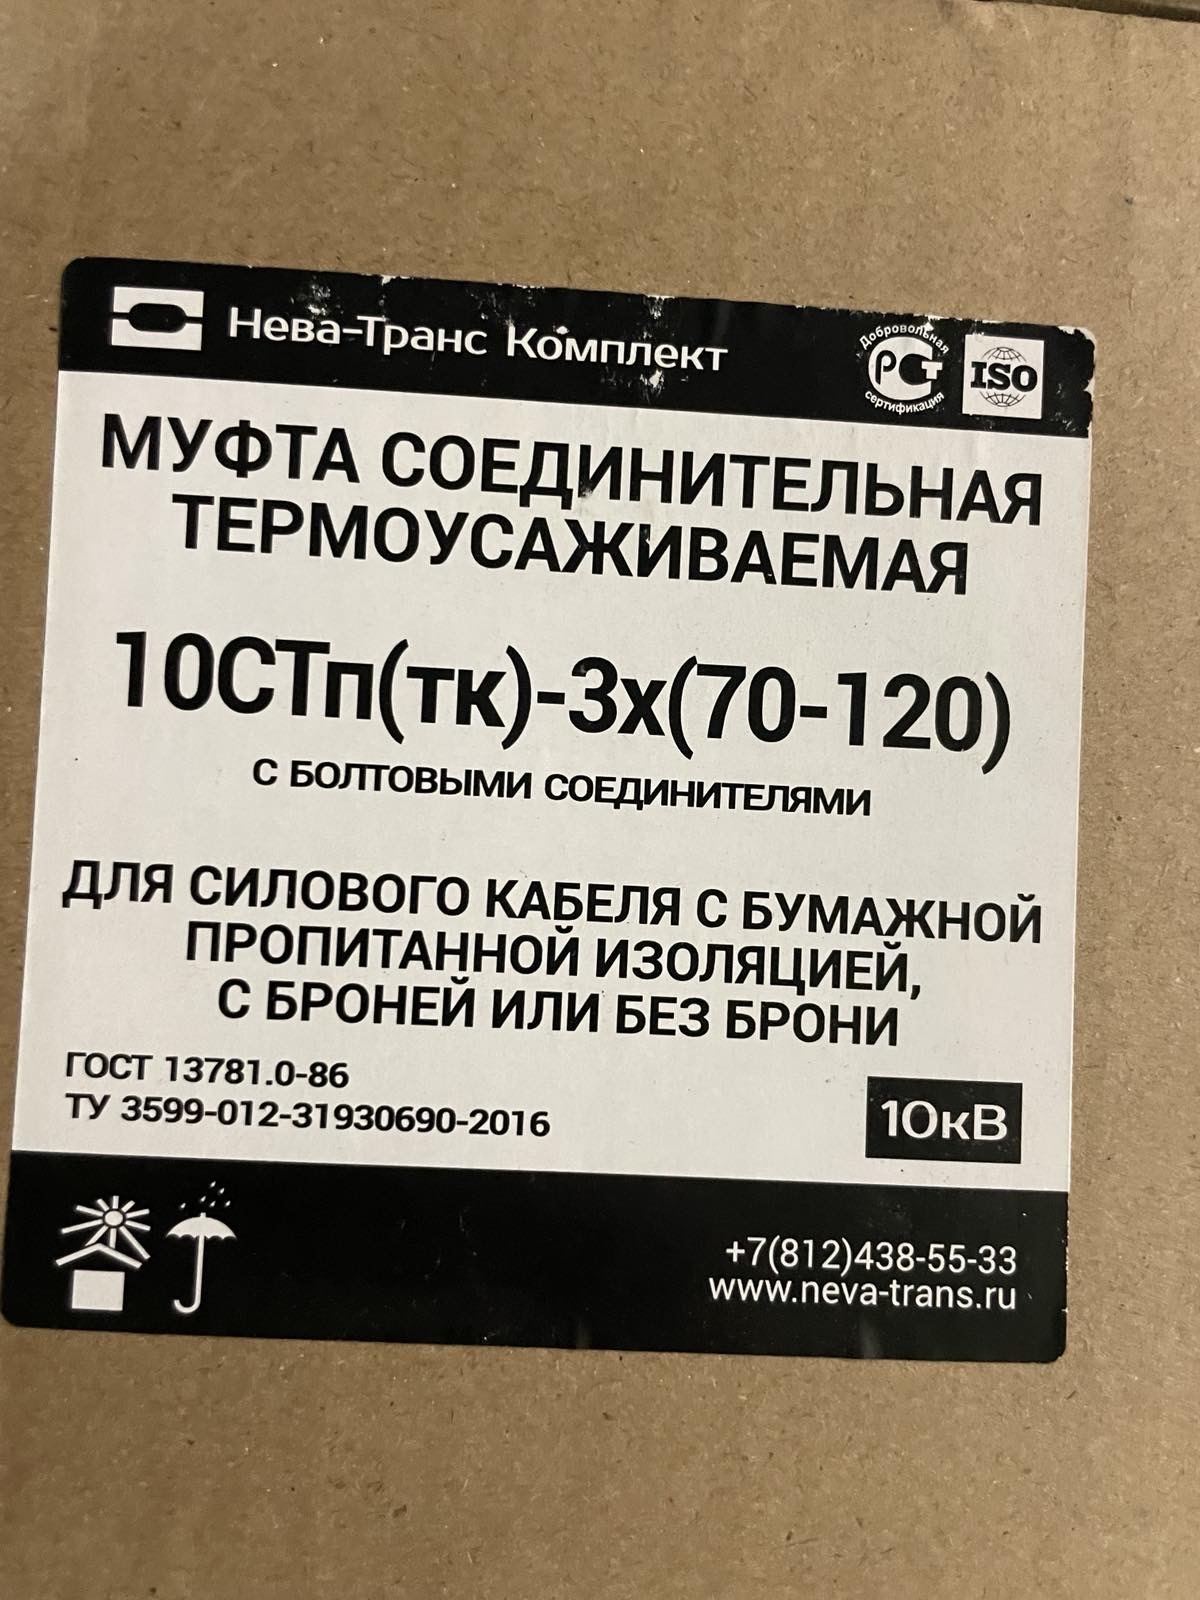 Нева-Транс Комплект
Добровольная
РСТ
сертификация
ISO
МУФТА СОЕДИНИТЕЛЬНАЯ
ТЕРМОУСАЖИВАЕМАЯ
10СТп(тк)-3х(70-120)
С БОЛТОВЫМИ СОЕДИНИТЕЛЯМИ
ДЛЯ СИЛОВОГО КАБЕЛЯ С БУМАЖНОЙ
ПРОПИТАННОЙ ИЗОЛЯЦИЕЙ,
С БРОНЕЙ ИЛИ БЕЗ БРОНИ
ГОСТ 13781.0-86
ТУ 3599-012-31930690-2016
10кВ
+7(812)438-55-33
www.neva-trans.ru